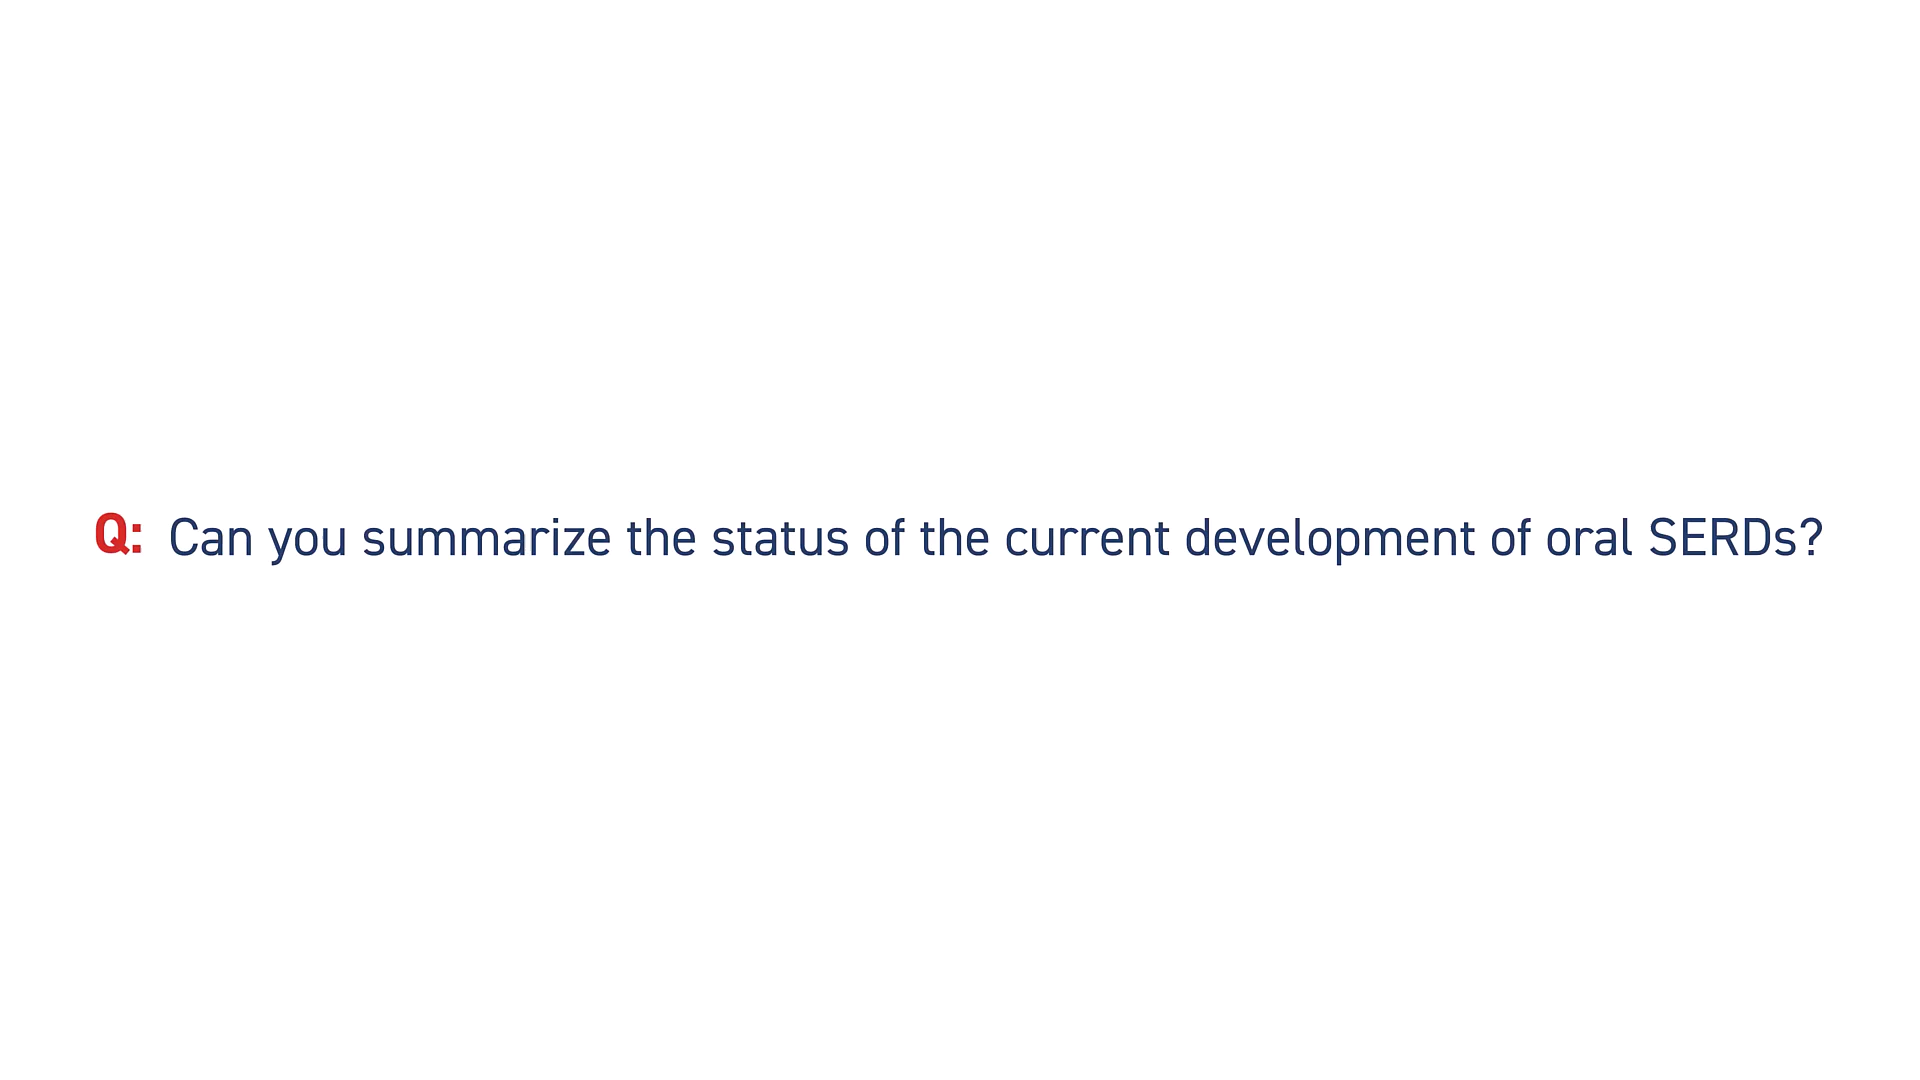 Q: Can you summarize the status of the current development of oral SERDs?